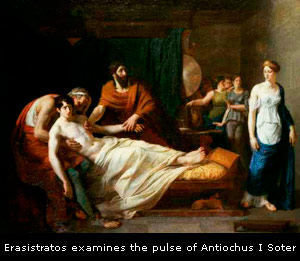 Erasistratos examines the pulse of Antiochus I Soter